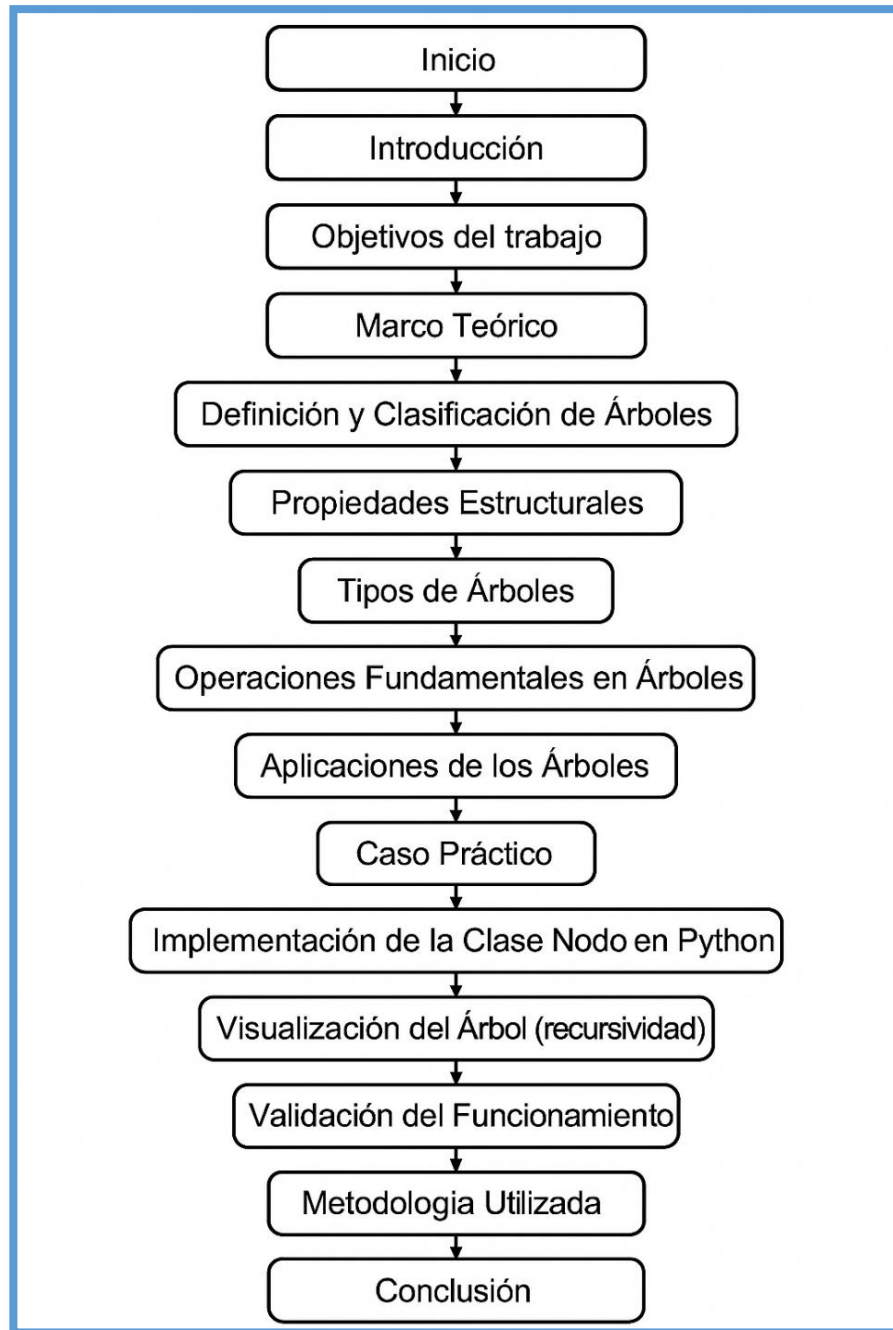 Inicio
Introducción
Objetivos del trabajo
Marco Teórico
Definición y Clasificación de Árboles
Propiedades Estructurales
Tipos de Árboles
Operaciones Fundamentales en Árboles
Aplicaciones de los Árboles
Caso Práctico
Implementación de la Clase Nodo en Python
Visualización del Árbol (recursividad)
Validación del Funcionamiento
Metodologia Utilizada
Conclusión